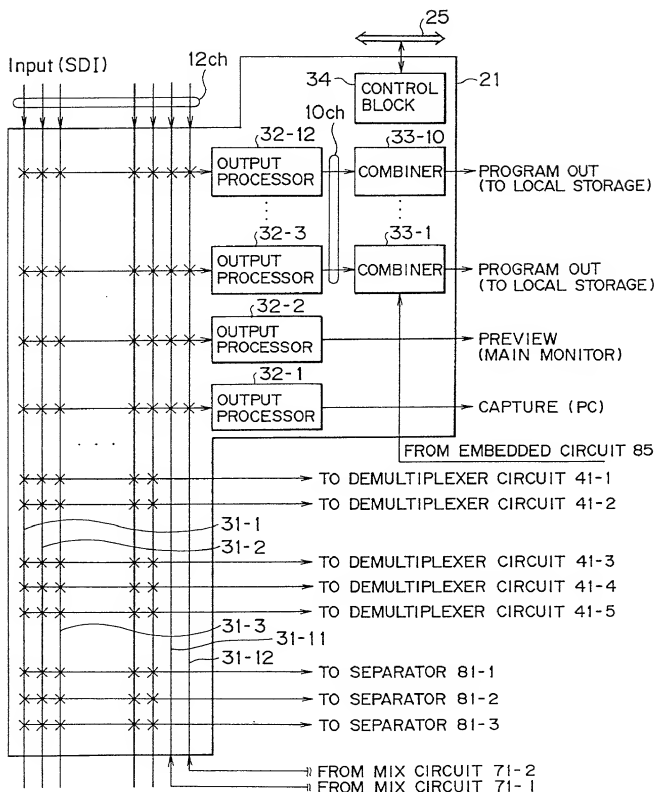 25
Input(SDI)
12ch
34
CONTROL
BLOCK
21
10ch
32-12
33-10
OUTPUT
PROCESSOR
COMBINER
PROGRAM OUT
(TO LOCAL STORAGE)
32-3
33-1
OUTPUT
PROCESSOR
COMBINER
PROGRAM OUT
(TO LOCAL STORAGE)
32-2
OUTPUT
PROCESSOR
PREVIEW
(MAIN MONITOR)
32-1
OUTPUT
PROCESSOR
CAPTURE (PC)
FROM EMBEDDED CIRCUIT 85
TO DEMULTIPLEXER CIRCUIT 41-1
TO DEMULTIPLEXER CIRCUIT 41-2
31-1
31-2
TO DEMULTIPLEXER CIRCUIT 41-3
TO DEMULTIPLEXER CIRCUIT 41-4
TO DEMULTIPLEXER CIRCUIT 41-5
31-3
31-11
31-12
TO SEPARATOR 81-1
TO SEPARATOR 81-2
TO SEPARATOR 81-3
FROM MIX CIRCUIT 71-2
FROM MIX CIRCUIT 71-1